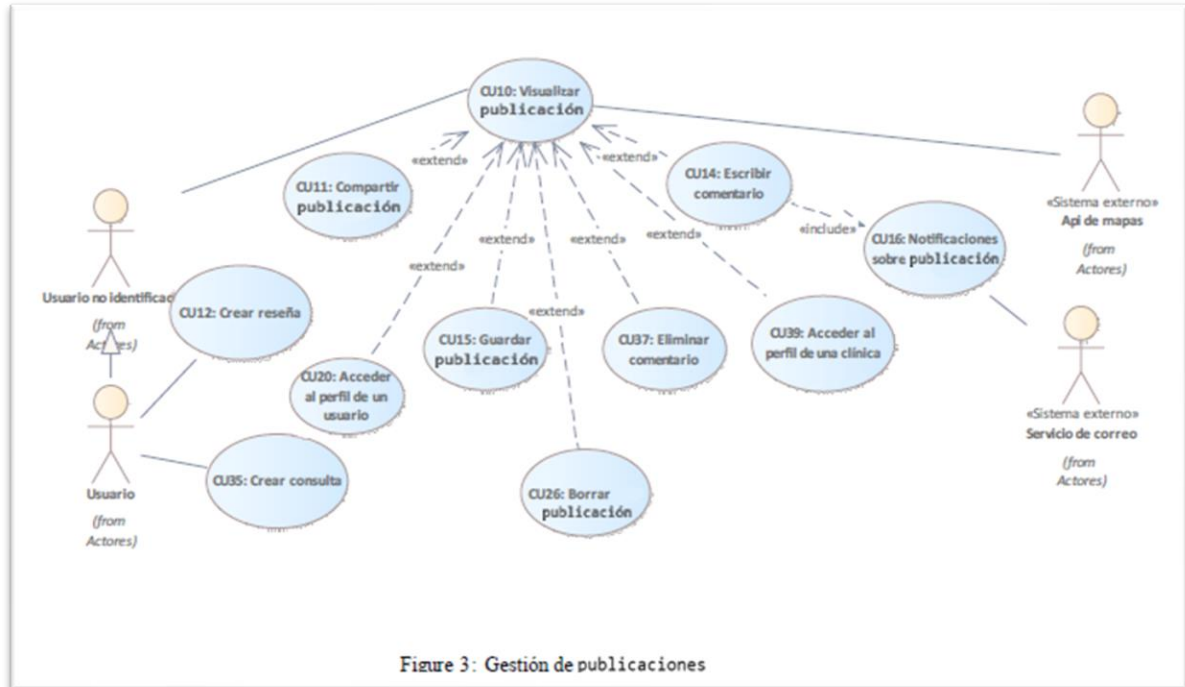 CU10: Visualizar
publicación
«extend»
CU11: Compartir
publicación
«extend»
CU14: Escribir
comentario
«include»
CU16: Notificaciones
sobre publicación
«Sistema externo»
Api de mapas
(from
Actores)
Usuario no identificac
(from
Actores)
CU12: Crear reseña
«extend»
«extend»
«extend»
«extend»
«extend»
CU15: Guardar
publicación
CU37: Eliminar
comentario
CU39: Acceder al
perfil de una clínica
CU20: Acceder
al perfil de un
usuario
«Sistema externo»
Servicio de correo
(from
Actores)
Usuario
(from
Actores)
CU35: Crear consulta
CU26: Borrar
publicación
Figure 3: Gestión de publicaciones